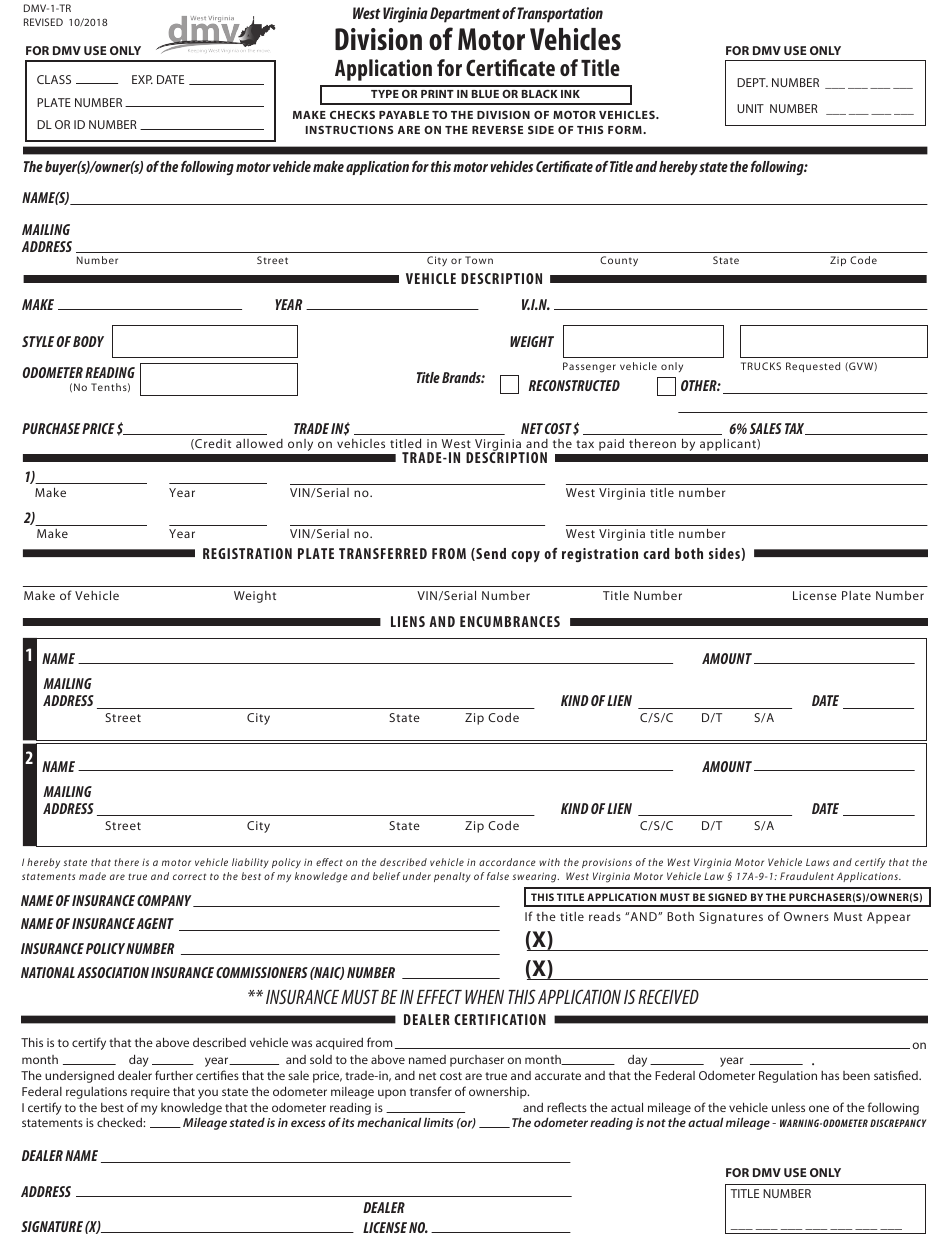 DMV-1-TR
REVISED 10/2018
West Virginia
dmv
Keeping West Virginia on the move
West Virginia Department of Transportation
Division of Motor Vehicles
Application for Certificate of Title
TYPE OR PRINT IN BLUE OR BLACK INK
MAKE CHECKS PAYABLE TO THE DIVISION OF MOTOR VEHICLES.
INSTRUCTIONS ARE ON THE REVERSE SIDE OF THIS FORM.
FOR DMV USE ONLY
CLASS ______ EXP. DATE ______
PLATE NUMBER ______
DL OR ID NUMBER ______
FOR DMV USE ONLY
DEPT. NUMBER ___ ___ ___ ___
UNIT NUMBER ___ ___ ___ ___
The buyer(s)/owner(s) of the following motor vehicle make application for this motor vehicles Certificate of Title and hereby state the following:
NAME(S)
MAILING
ADDRESS
Number Street City or Town County State Zip Code
VEHICLE DESCRIPTION
MAKE YEAR V.I.N.
STYLE OF BODY WEIGHT
Passenger vehicle only TRUCKS Requested (GVW)
ODOMETER READING
(No Tenths)
Title Brands: RECONSTRUCTED OTHER:
PURCHASE PRICE $ TRADE IN$ NET COST $ 6% SALES TAX
(Credit allowed only on vehicles titled in West Virginia and the tax paid thereon by applicant)
TRADE-IN DESCRIPTION
1)
Make Year VIN/Serial no. West Virginia title number
2)
Make Year VIN/Serial no. West Virginia title number
REGISTRATION PLATE TRANSFERRED FROM (Send copy of registration card both sides)
Make of Vehicle Weight VIN/Serial Number Title Number License Plate Number
LIENS AND ENCUMBRANCES
1 NAME AMOUNT
MAILING
ADDRESS KIND OF LIEN DATE
Street City State Zip Code C/S/C D/T S/A
2 NAME AMOUNT
MAILING
ADDRESS KIND OF LIEN DATE
Street City State Zip Code C/S/C D/T S/A
I hereby state that there is a motor vehicle liability policy in effect on the described vehicle in accordance with the provisions of the West Virginia Motor Vehicle Laws and certify that the
statements made are true and correct to the best of my knowledge and belief under penalty of false swearing. West Virginia Motor Vehicle Law § 17A-9-1: Fraudulent Applications.
NAME OF INSURANCE COMPANY
NAME OF INSURANCE AGENT
INSURANCE POLICY NUMBER
NATIONAL ASSOCIATION INSURANCE COMMISSIONERS (NAIC) NUMBER
THIS TITLE APPLICATION MUST BE SIGNED BY THE PURCHASER(S)/OWNER(S)
If the title reads “AND” Both Signatures of Owners Must Appear
(X)
(X)
** INSURANCE MUST BE IN EFFECT WHEN THIS APPLICATION IS RECEIVED
DEALER CERTIFICATION
This is to certify that the above described vehicle was acquired from ______ on
month ______ day ______ year ______ and sold to the above named purchaser on month ______ day ______ year ______ .
The undersigned dealer further certifies that the sale price, trade-in, and net cost are true and accurate and that the Federal Odometer Regulation has been satisfied.
Federal regulations require that you state the odometer mileage upon transfer of ownership.
I certify to the best of my knowledge that the odometer reading is ______ and reflects the actual mileage of the vehicle unless one of the following
statements is checked: ____ Mileage stated is in excess of its mechanical limits (or) ____ The odometer reading is not the actual mileage - WARNING-ODOMETER DISCREPANCY
DEALER NAME
ADDRESS
DEALER
SIGNATURE (X) LICENSE NO.
FOR DMV USE ONLY
TITLE NUMBER
___ ___ ___ ___ ___ ___ ___